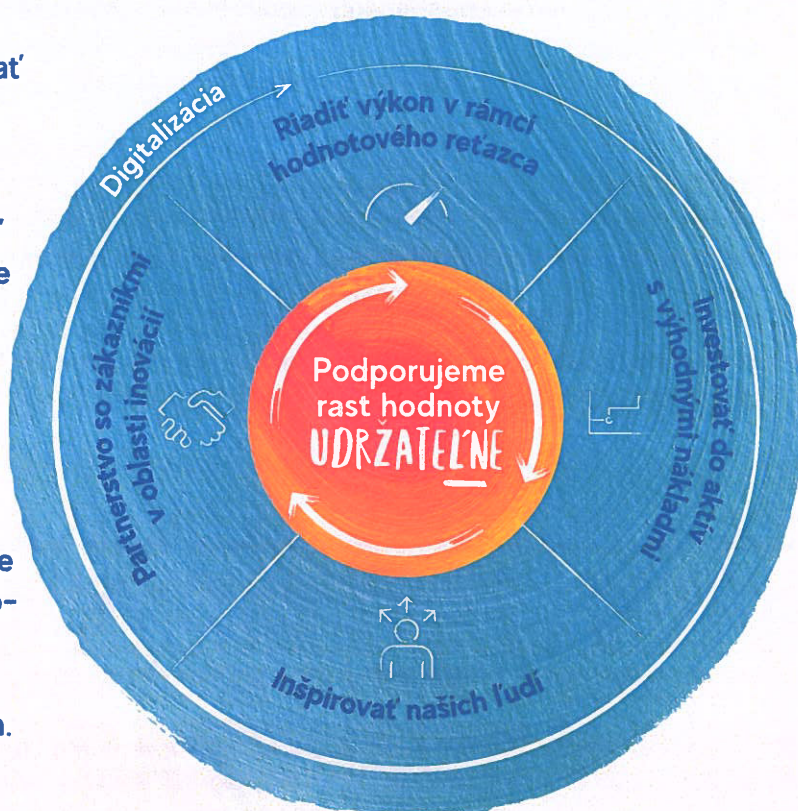 ať
Digitalizácia
Riadiť výkon v rámci
hodnotového reťazca
e
Investovať do aktív
s výhodnými nákladmi
Partnerstvo so zákazníkmi
v oblasti inovácií
Podporujeme
rast hodnoty
UDRŽATEĽNE
e
o-
Inšpirovať našich ľudí